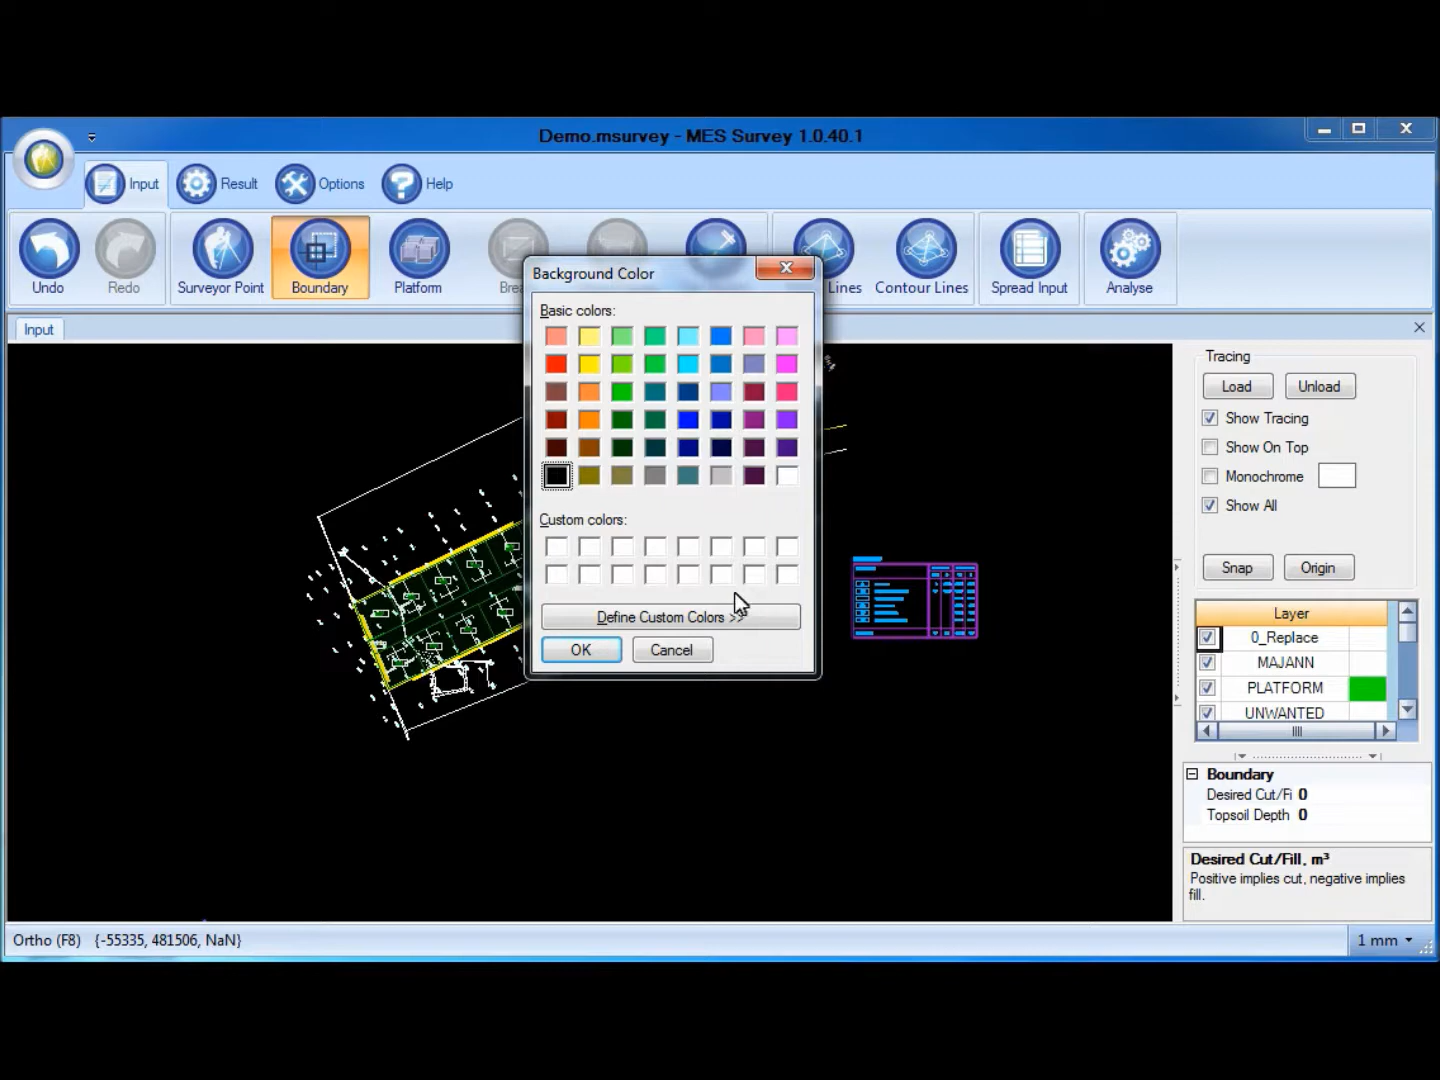 Demo.msurvey - MES Survey 1.0.40.1
Input
Result
Options
Help
Undo
Redo
Surveyor Point
Boundary
Platform
Brea
Lines
Contour Lines
Spread Input
Analyse
Input
Background Color
Basic colors:
Custom colors:
Define Custom Colors >>
OK
Cancel
Tracing
Load
Unload
Show Tracing
Show On Top
Monochrome
Show All
Snap
Origin
Layer
0_Replace
MAJANN
PLATFORM
UNWANTED
Boundary
Desired Cut/Fi 0
Topsoil Depth 0
Desired Cut/Fill, m³
Positive implies cut, negative implies
fill.
Ortho (F8) {-55335, 481506, NaN}
1 mm